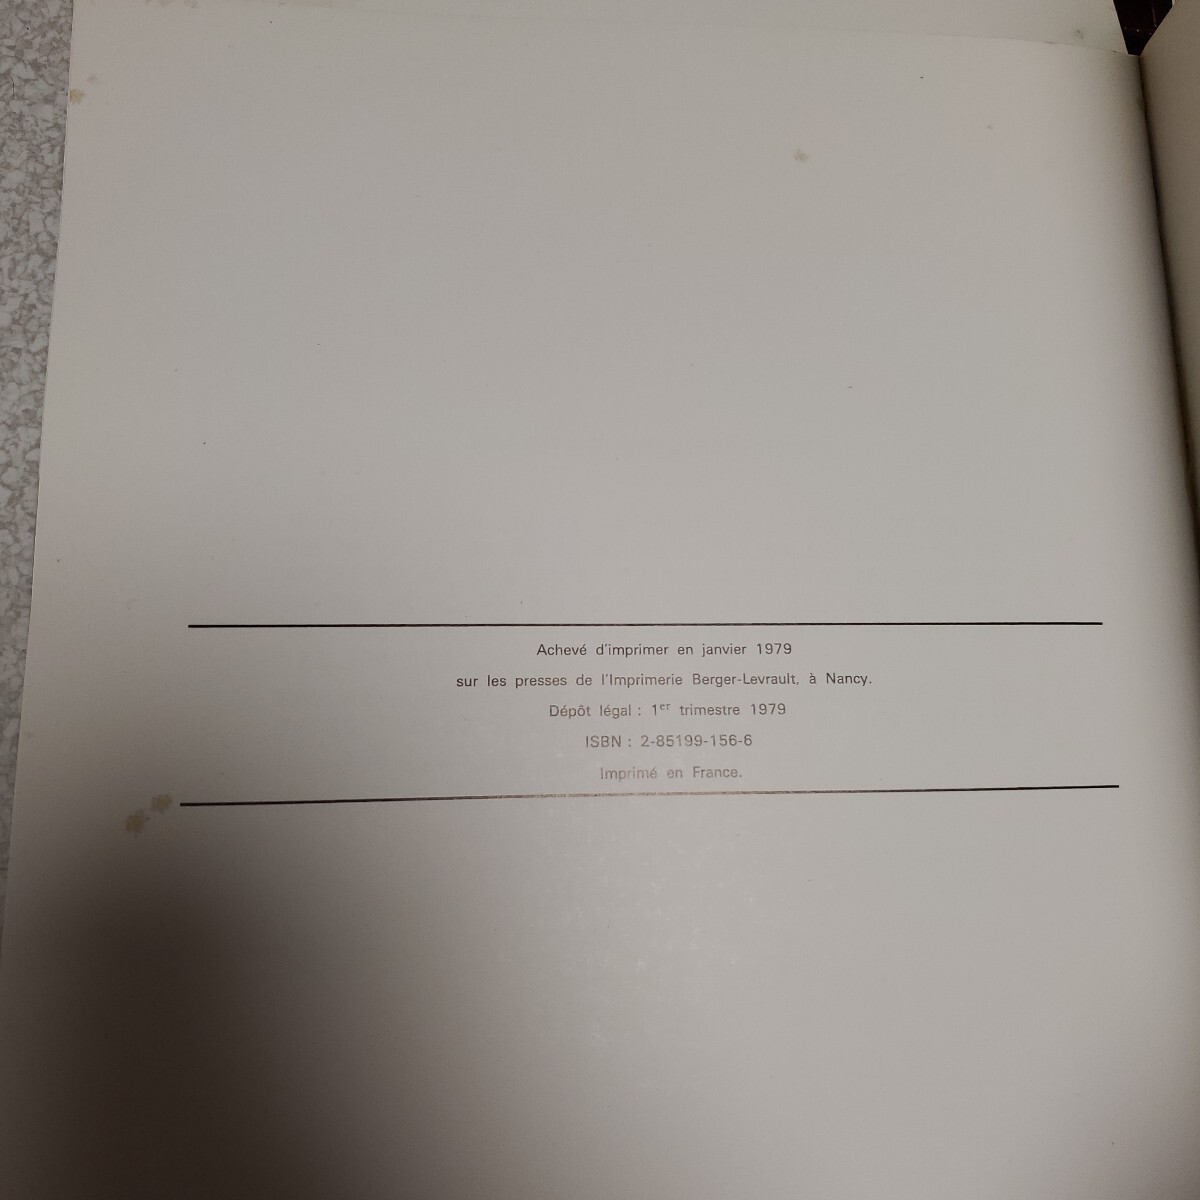 Achevé d'imprimer en janvier 1979
sur les presses de l'Imprimerie Berger-Levrault, à Nancy.
Dépôt légal : 1er trimestre 1979
ISBN : 2-85199-156-6
Imprimé en France.